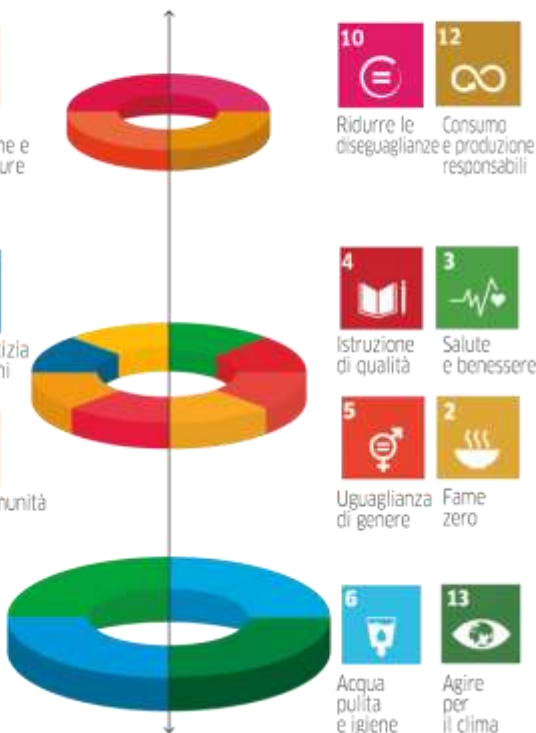 10 12
Ridurre le Consumo
diseguaglianze e produzione
responsabili
4 3
Istruzione Salute
di qualità e benessere
5 2
Uguaglianza Fame
di genere zero
6 13
Acqua Agire
pulita per
e igiene il clima